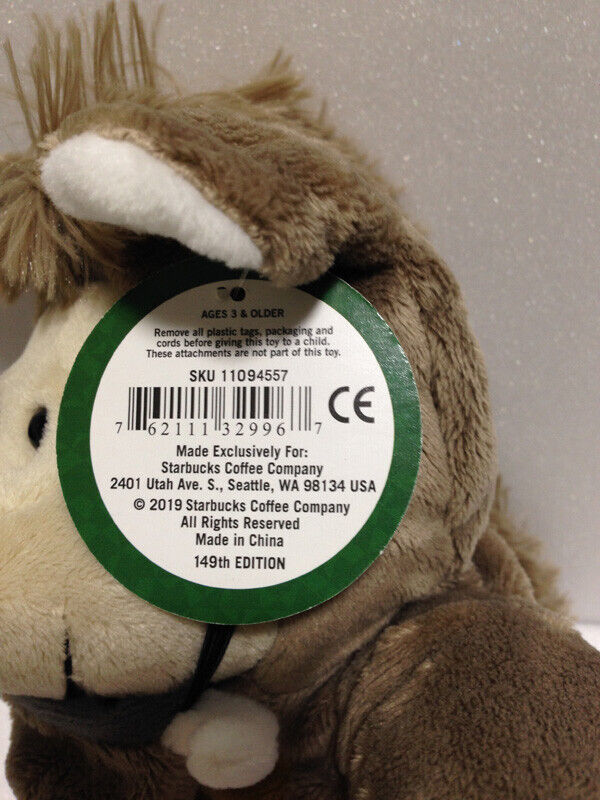 AGES 3 & OLDER
Remove all plastic tags, packaging and
cords before giving this toy to a child.
These attachments are not part of this toy.
SKU 11094557
CE
7 62111 32996 7
Made Exclusively For:
Starbucks Coffee Company
2401 Utah Ave. S., Seattle, WA 98134 USA
© 2019 Starbucks Coffee Company
All Rights Reserved
Made in China
149th EDITION